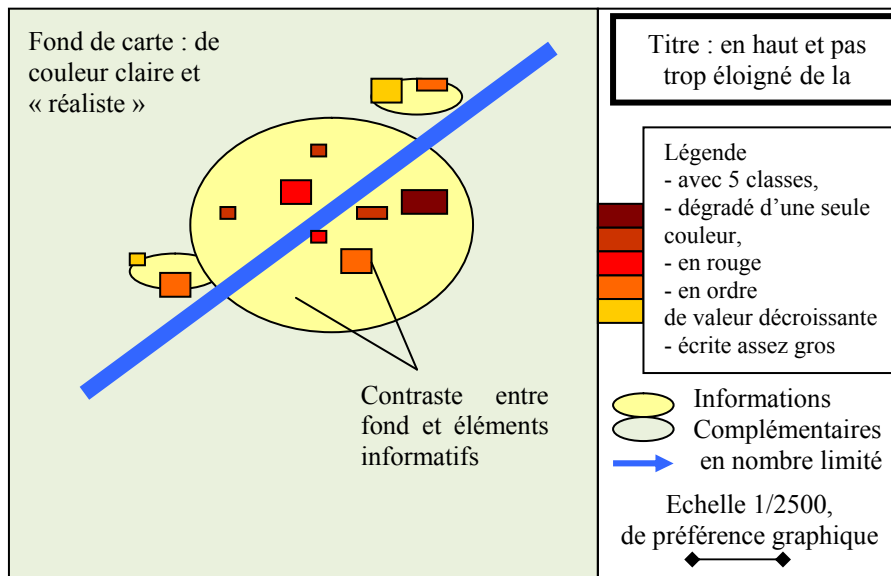 Fond de carte : de
couleur claire et
« réaliste »
Contraste entre
fond et éléments
informatifs
Titre : en haut et pas
trop éloigné de la
Légende
- avec 5 classes,
- dégradé d’une seule
couleur,
- en rouge
- en ordre
de valeur décroissante
- écrite assez gros
Informations
Complémentaires
en nombre limité
Echelle 1/2500,
de préférence graphique